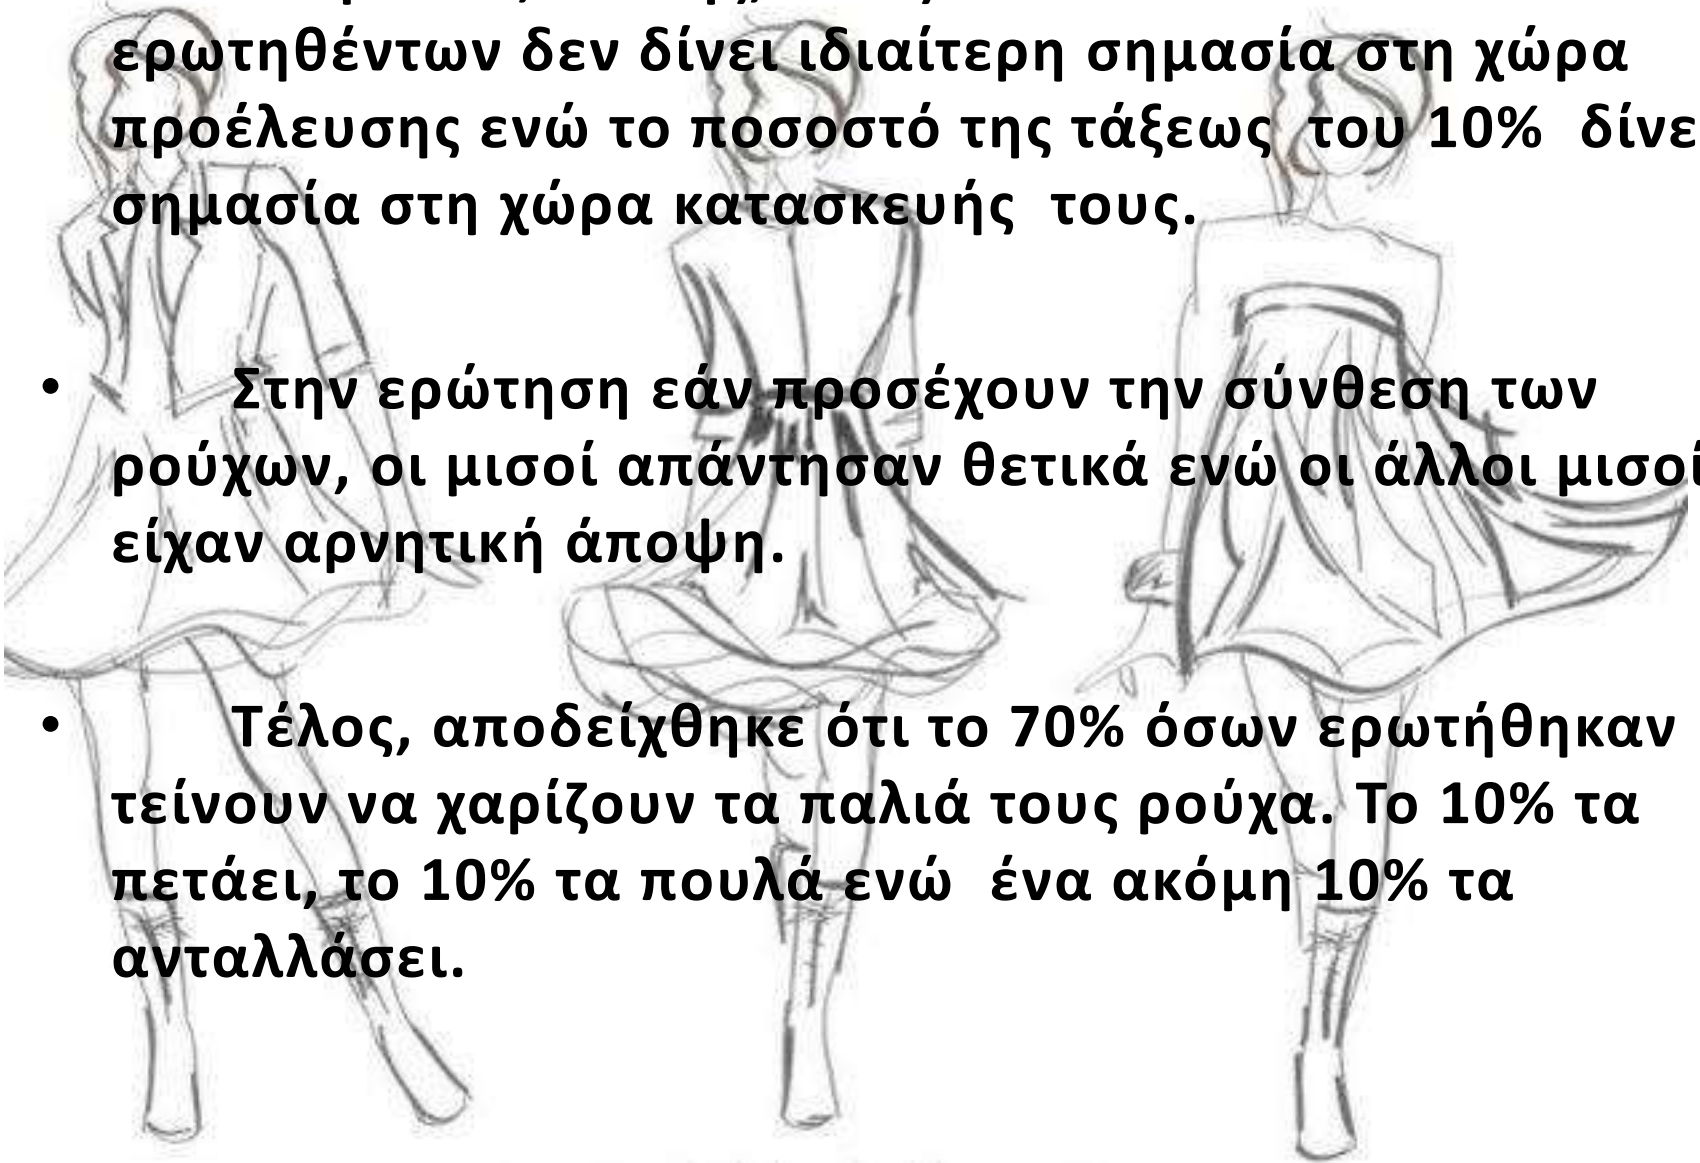 ερωτηθέντων δεν δίνει ιδιαίτερη σημασία στη χώρα
προέλευσης ενώ το ποσοστό της τάξεως του 10% δίνε
σημασία στη χώρα κατασκευής τους.
• Στην ερώτηση εάν προσέχουν την σύνθεση των
ρούχων, οι μισοί απάντησαν θετικά ενώ οι άλλοι μισοί
είχαν αρνητική άποψη.
• Τέλος, αποδείχθηκε ότι το 70% όσων ερωτήθηκαν
τείνουν να χαρίζουν τα παλιά τους ρούχα. Το 10% τα
πετάει, το 10% τα πουλά ενώ ένα ακόμη 10% τα
ανταλλάσει.